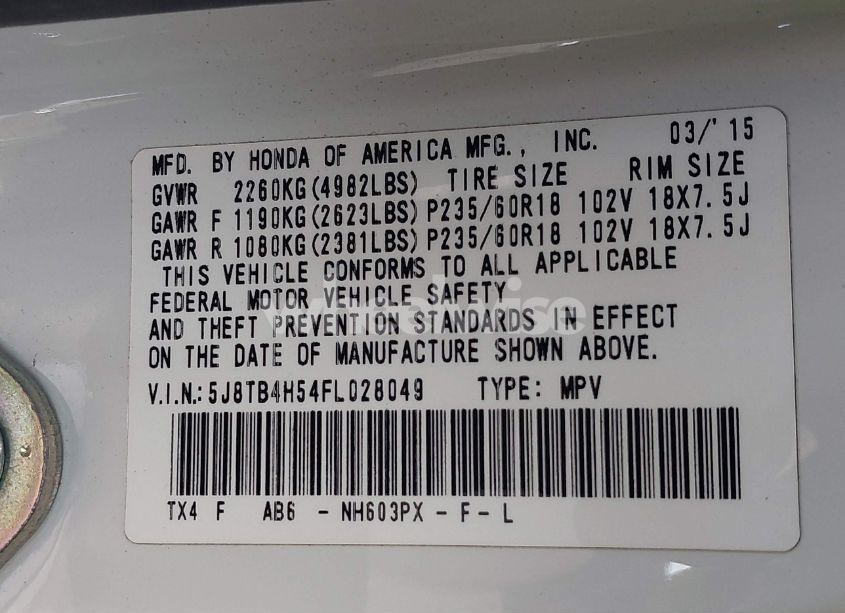 MFD. BY HONDA OF AMERICA MFG., INC. 03/'15
GVWR 2260KG(4982LBS) TIRE SIZE RIM SIZE
GAWR F 1190KG(2623LBS) P235/60R18 102V 18X7.5J
GAWR R 1080KG(2381LBS) P235/60R18 102V 18X7.5J
THIS VEHICLE CONFORMS TO ALL APPLICABLE
FEDERAL MOTOR VEHICLE SAFETY
AND THEFT PREVENTION STANDARDS IN EFFECT
ON THE DATE OF MANUFACTURE SHOWN ABOVE.
V.I.N.: 5J8TB4H54FL028049 TYPE: MPV
TX4 F AB6 - NH603PX - F - L